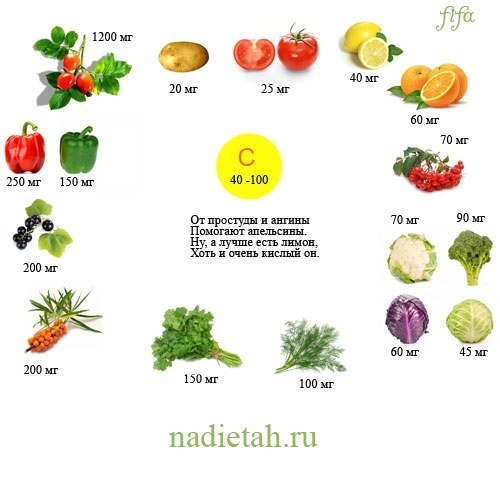 fifa
1200 мг
20 мг
25 мг
40 мг
60 мг
250 мг
150 мг
С
40 -100
70 мг
От простуды и ангины
Помогают апельсины.
Ну, а лучше есть лимон,
Хоть и очень кислый он.
200 мг
70 мг
90 мг
200 мг
150 мг
100 мг
60 мг
45 мг
nadietah.ru